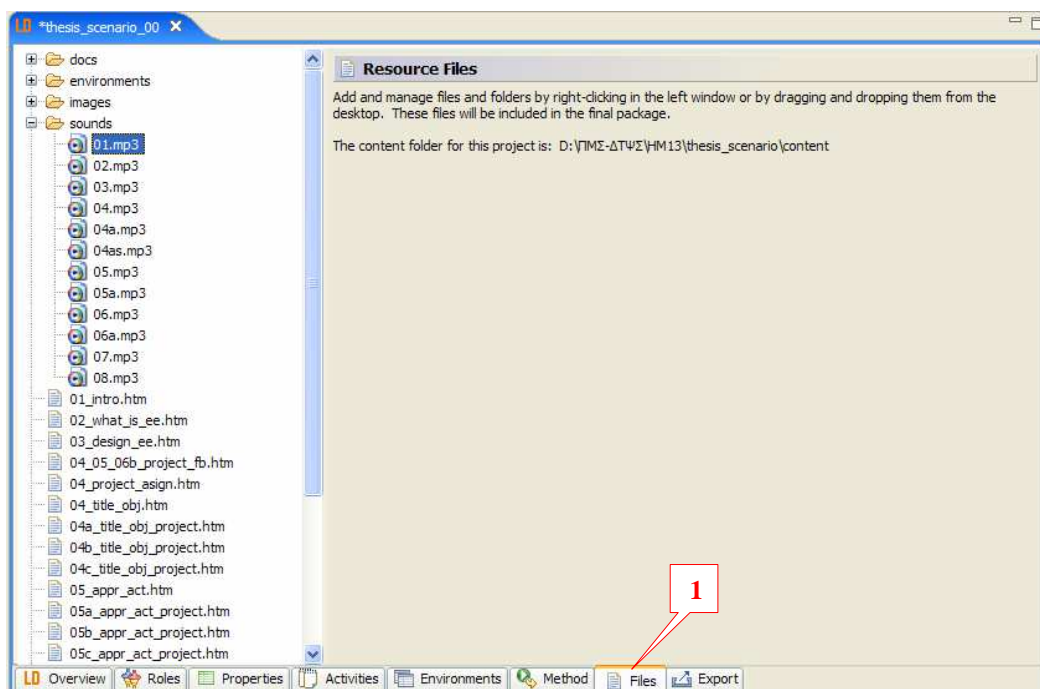 LD *thesis_scenario_00
docs
environments
images
sounds
01.mp3
02.mp3
03.mp3
04.mp3
04a.mp3
04as.mp3
05.mp3
05a.mp3
06.mp3
06a.mp3
07.mp3
08.mp3
01_intro.htm
02_what_is_ee.htm
03_design_ee.htm
04_05_06b_project_fb.htm
04_project_asign.htm
04_title_obj.htm
04a_title_obj_project.htm
04b_title_obj_project.htm
04c_title_obj_project.htm
05_appr_act.htm
05a_appr_act_project.htm
05b_appr_act_project.htm
05c_appr_act_project.htm
Resource Files
Add and manage files and folders by right-clicking in the left window or by dragging and dropping them from the
desktop. These files will be included in the final package.
The content folder for this project is: D:\ΠΜΣ-ΔΤΨΣ\HM13\thesis_scenario\content
1
LD Overview Roles Properties Activities Environments Method Files Export